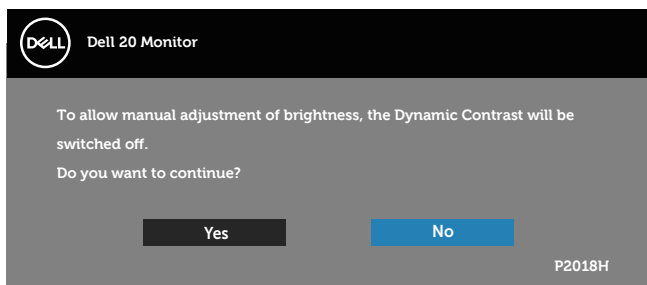 DELL
Dell 20 Monitor
To allow manual adjustment of brightness, the Dynamic Contrast will be
switched off.
Do you want to continue?
Yes No
P2018H